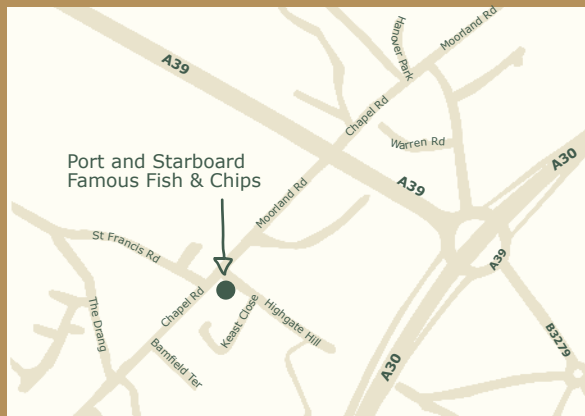 Hanover Park
Moorland Rd
A39
Chapel Rd
Warren Rd
A30
Port and Starboard
Famous Fish & Chips
A39
Moorland Rd
St Francis Rd
A39
Chapel Rd
Keast Close
Highgate Hill
The Drang
B3279
Barnfield Ter
A30